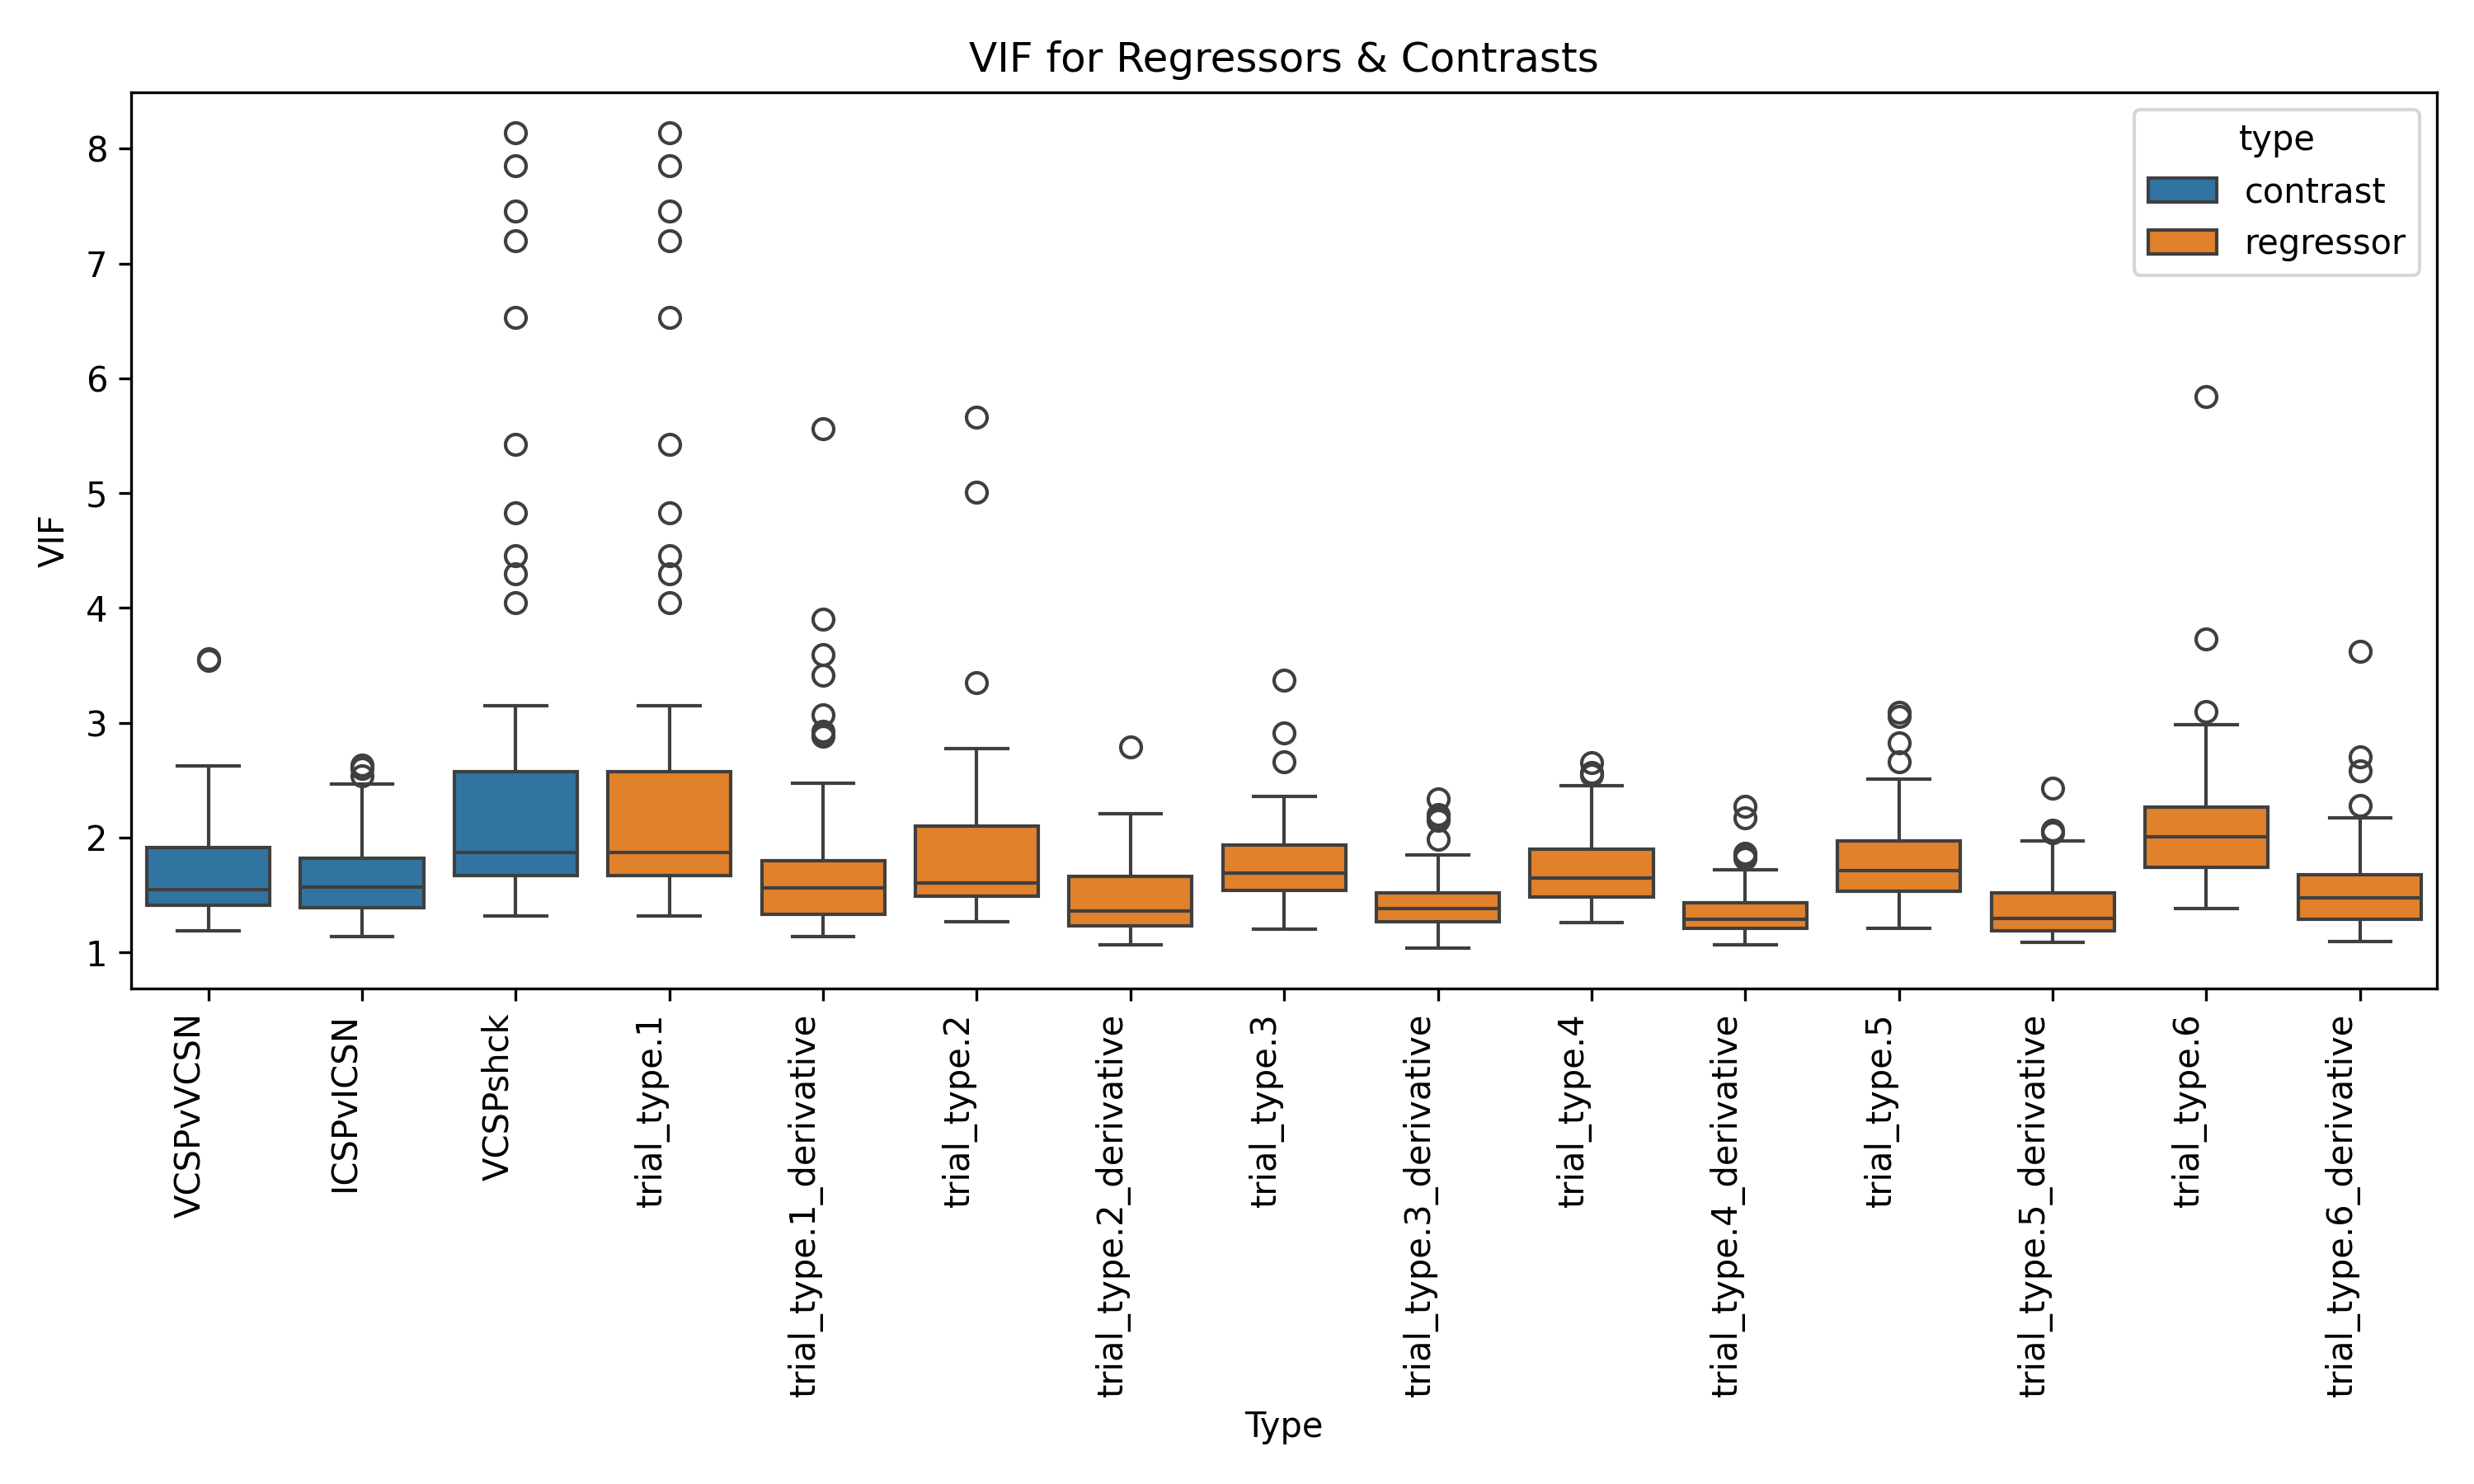 VIF for Regressors & Contrasts
type
contrast
regressor
VIF
8
7
6
5
4
3
2
1
VCSPvVCSN
ICSPvICSN
VCSPshck
trial_type.1
trial_type.1_derivative
trial_type.2
trial_type.2_derivative
trial_type.3
trial_type.3_derivative
trial_type.4
trial_type.4_derivative
trial_type.5
trial_type.5_derivative
trial_type.6
trial_type.6_derivative
Type